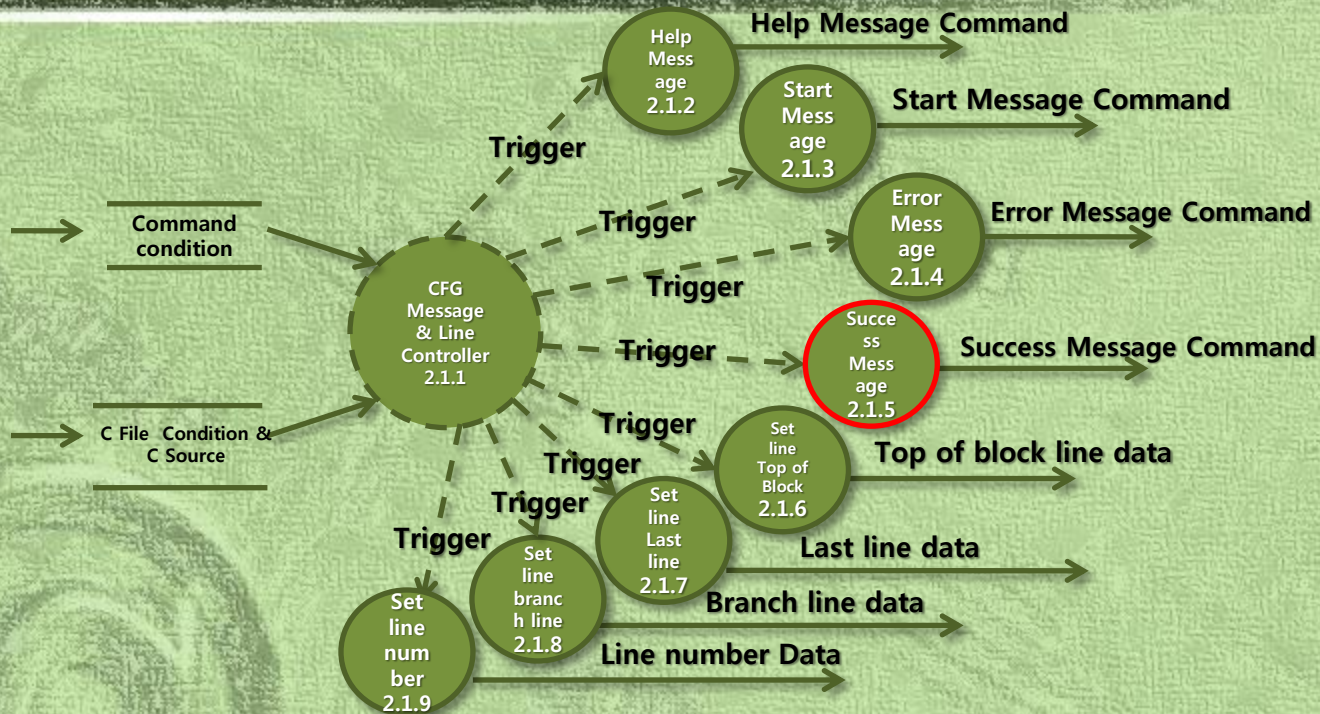 Help
Mess
age
2.1.2
Help Message Command
Start
Mess
age
2.1.3
Start Message Command
Trigger
Error
Mess
age
2.1.4
Error Message Command
Trigger
Command
condition
Trigger
CFG
Message
& Line
Controller
2.1.1
Succe
ss
Mess
age
2.1.5
Success Message Command
Trigger
C File Condition &
C Source
Trigger
Set
line
Top of
Block
2.1.6
Top of block line data
Trigger
Set
line
Last
line
2.1.7
Last line data
Trigger
Set
line
branc
h line
2.1.8
Branch line data
Trigger
Set
line
num
ber
2.1.9
Line number Data